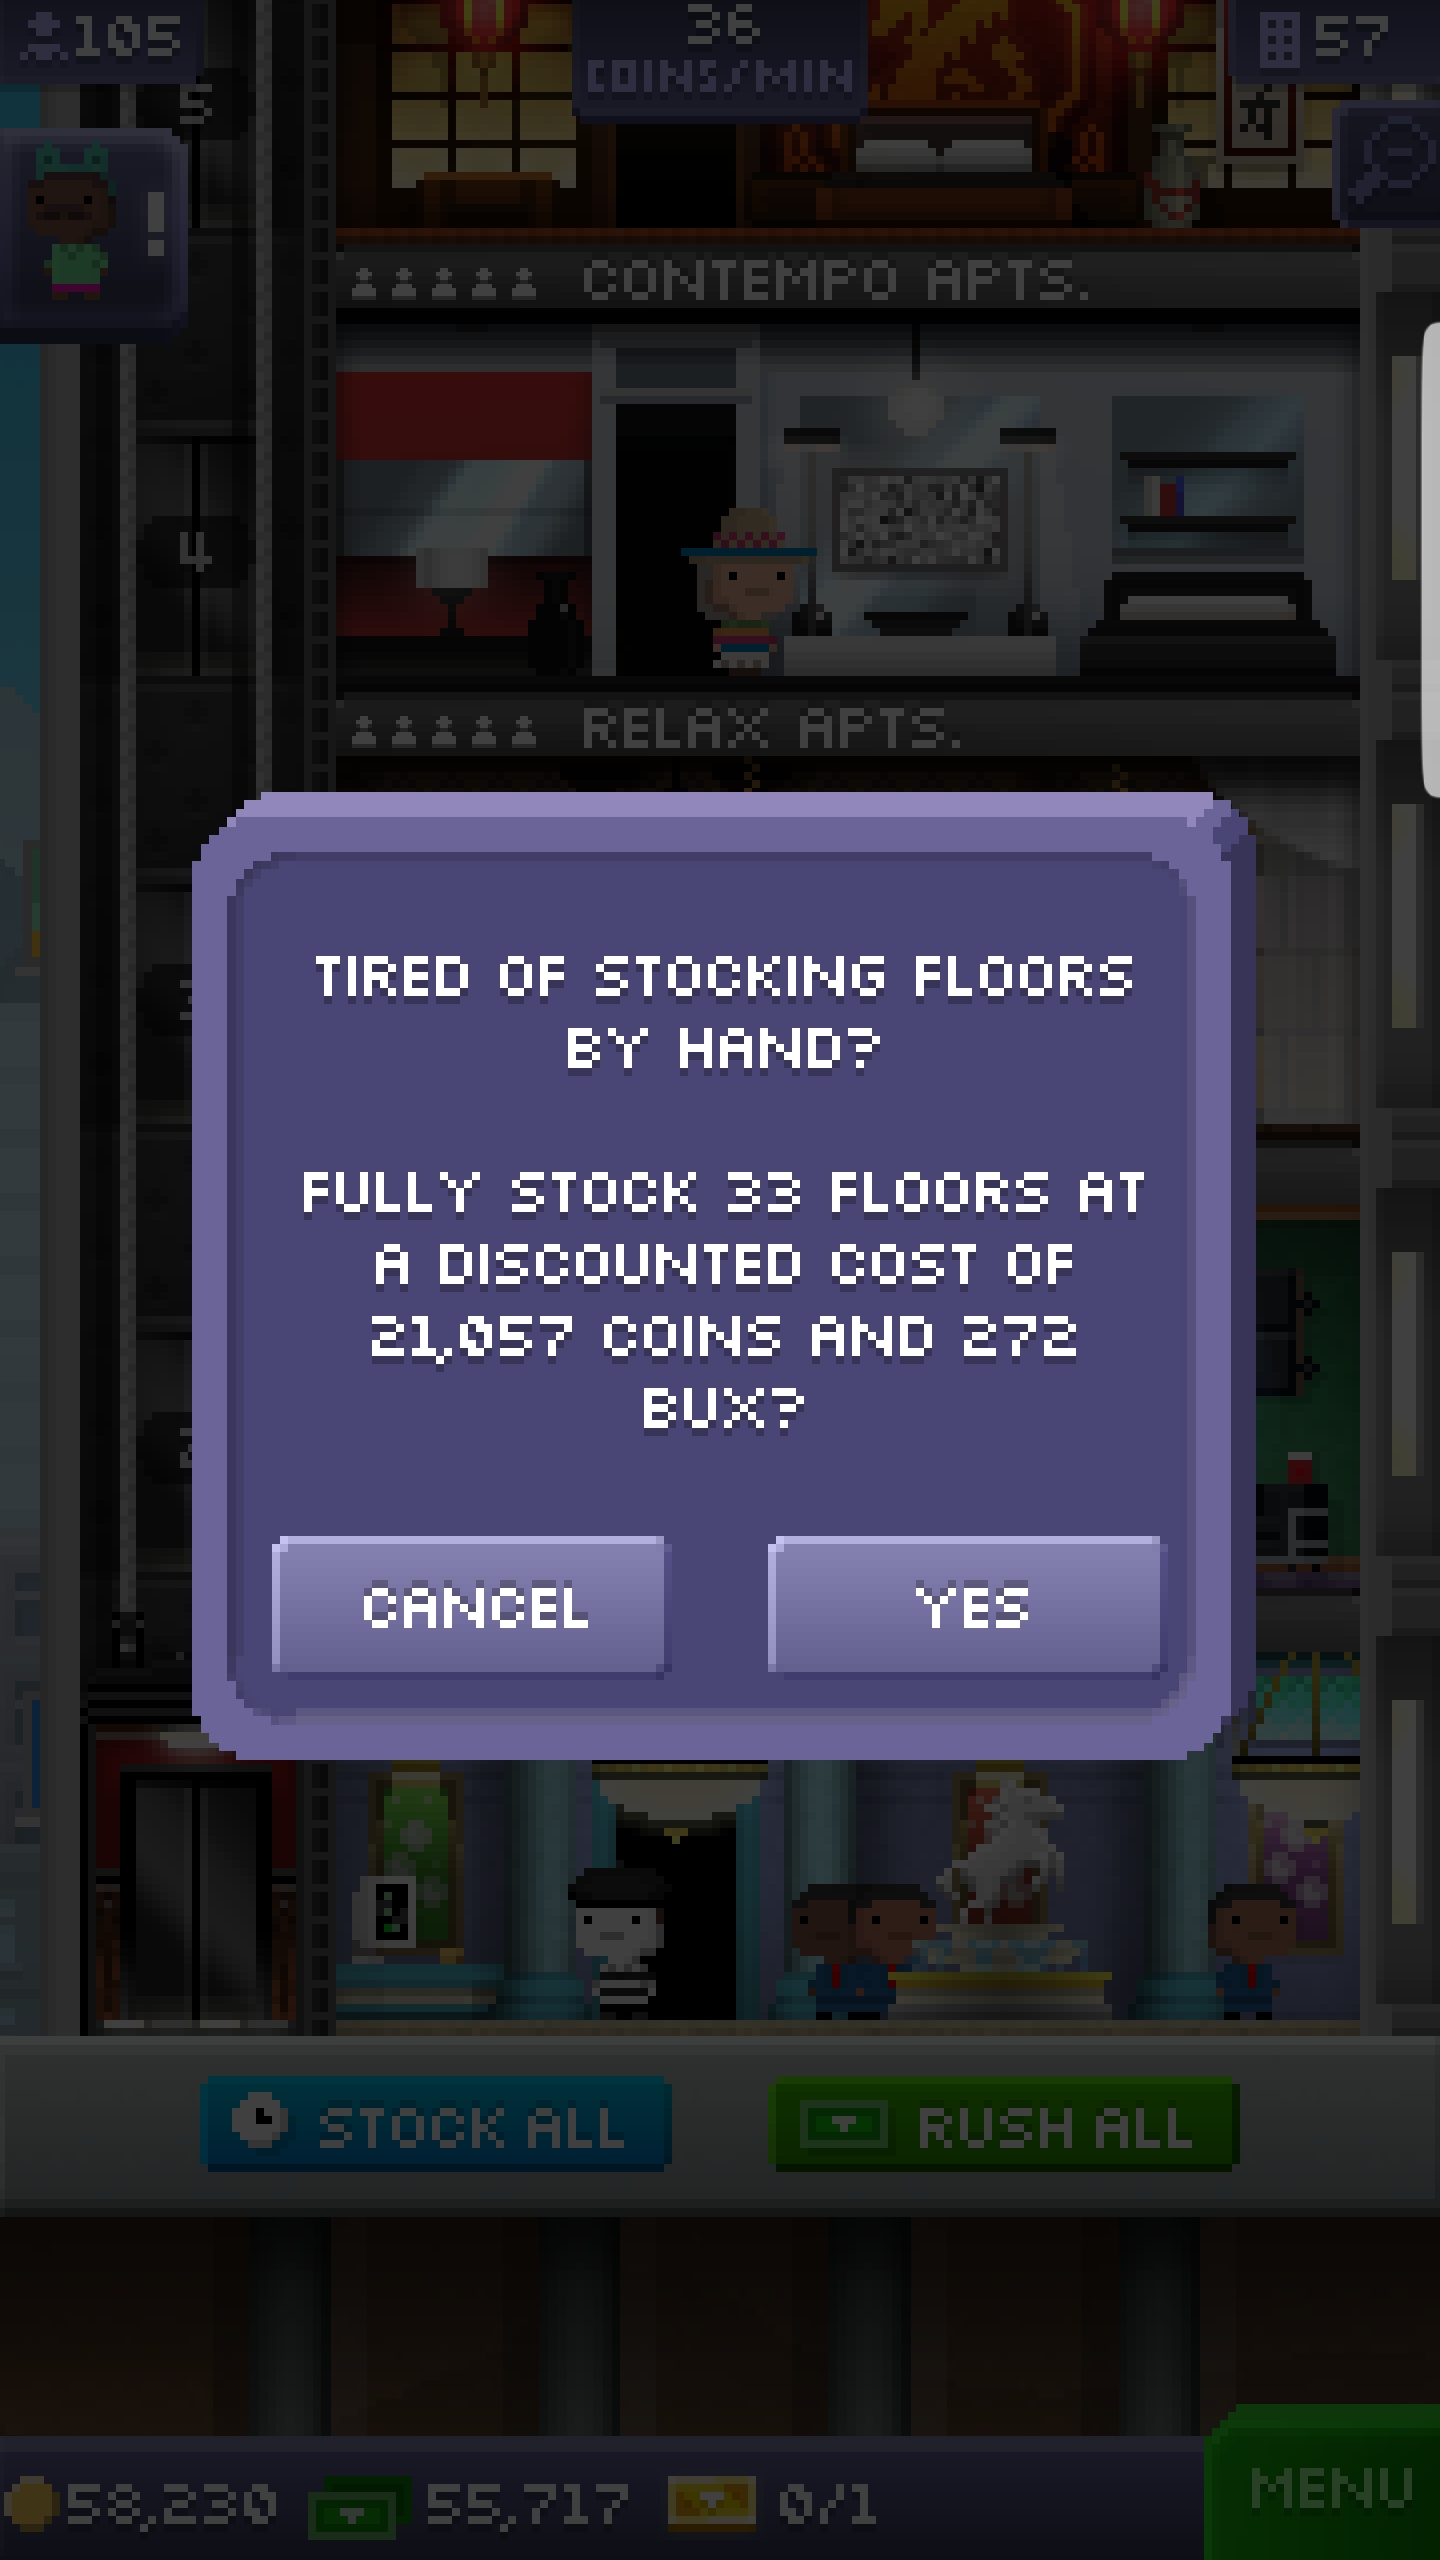 105
36
COINS/MIN
57
5
!
CONTEMPO APTS.
4
RELAX APTS.
TIRED OF STOCKING FLOORS
BY HAND?
FULLY STOCK 33 FLOORS AT
A DISCOUNTED COST OF
21,057 COINS AND 272
BUX?
CANCEL
YES
STOCK ALL
RUSH ALL
58,230
55,717
0/1
MENU